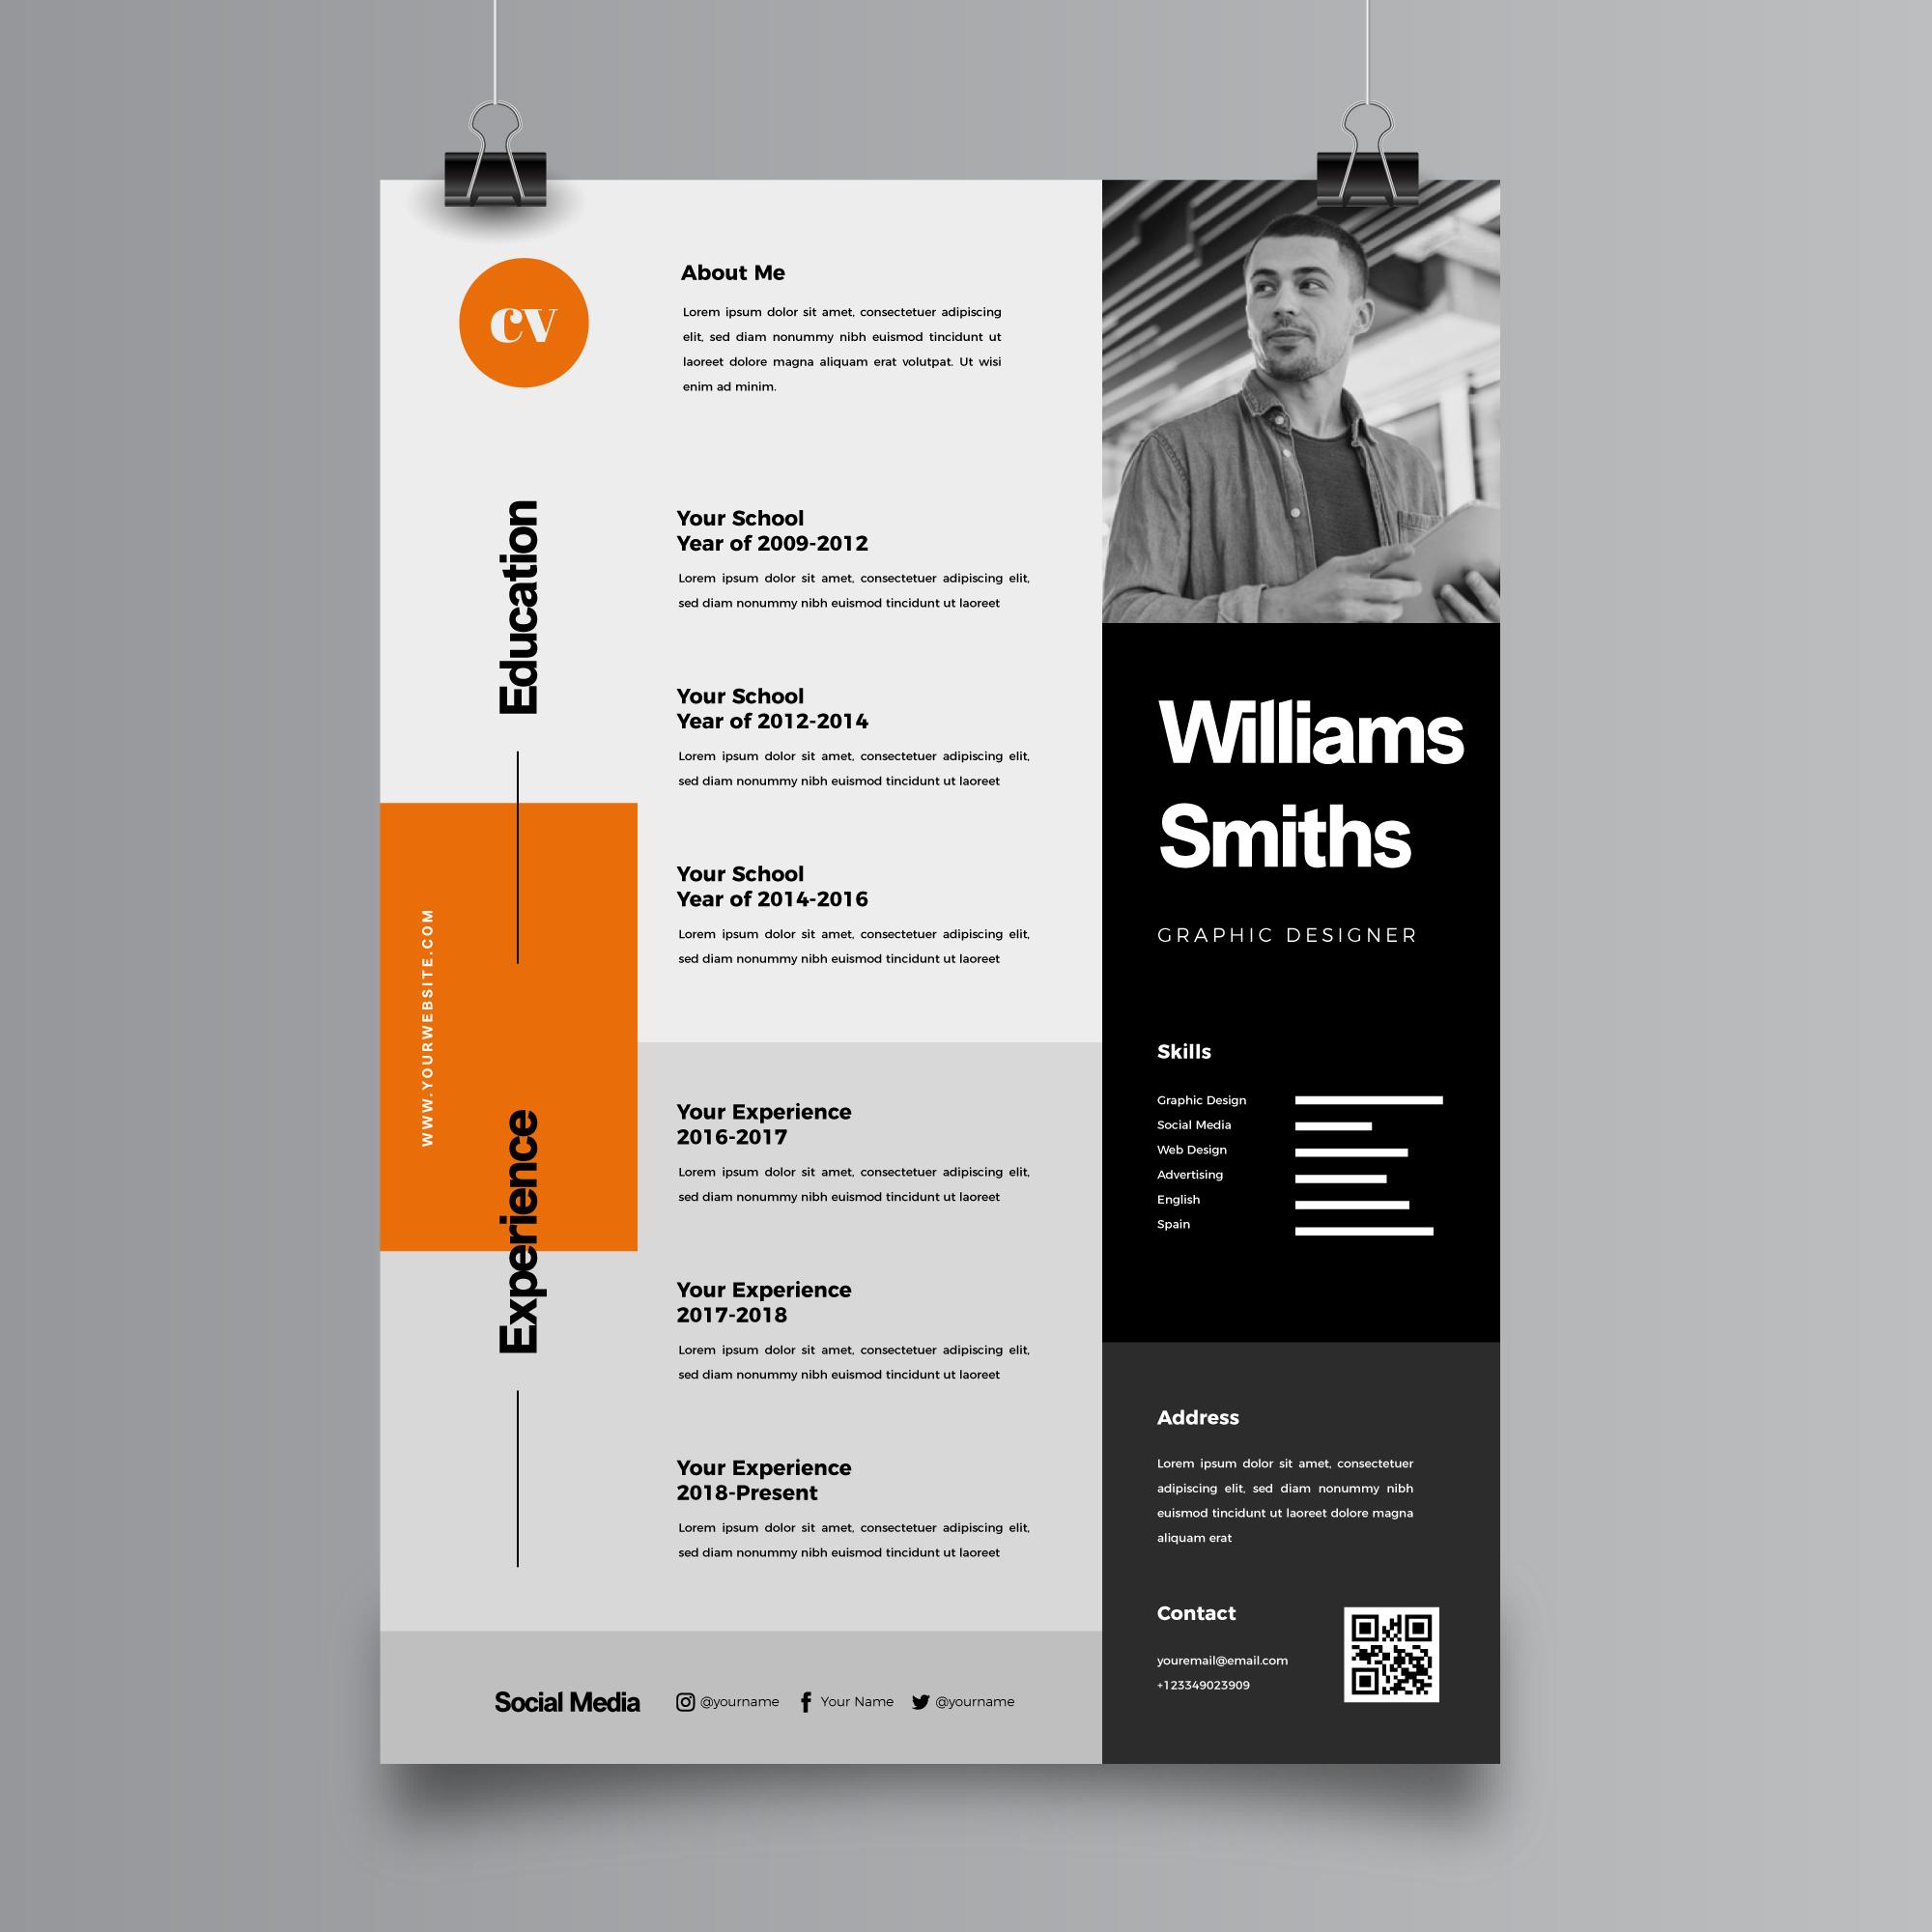 cv
About Me
Lorem ipsum dolor sit amet, consectetuer adipiscing
elit, sed diam nonummy nibh euismod tincidunt ut
laoreet dolore magna aliquam erat volutpat. Ut wisi
enim ad minim.
Education
Your School
Year of 2009-2012
Lorem ipsum dolor sit amet, consectetuer adipiscing elit,
sed diam nonummy nibh euismod tincidunt ut laoreet
Your School
Year of 2012-2014
Lorem ipsum dolor sit amet, consectetuer adipiscing elit,
sed diam nonummy nibh euismod tincidunt ut laoreet
Your School
Year of 2014-2016
Lorem ipsum dolor sit amet, consectetuer adipiscing elit,
sed diam nonummy nibh euismod tincidunt ut laoreet
WWW.YOURWEBSITE.COM
Experience
Your Experience
2016-2017
Lorem ipsum dolor sit amet, consectetuer adipiscing elit,
sed diam nonummy nibh euismod tincidunt ut laoreet
Your Experience
2017-2018
Lorem ipsum dolor sit amet, consectetuer adipiscing elit,
sed diam nonummy nibh euismod tincidunt ut laoreet
Your Experience
2018-Present
Lorem ipsum dolor sit amet, consectetuer adipiscing elit,
sed diam nonummy nibh euismod tincidunt ut laoreet
Social Media @yourname Your Name @yourname
Williams
Smiths
GRAPHIC DESIGNER
Skills
Graphic Design
Social Media
Web Design
Advertising
English
Spain
Address
Lorem ipsum dolor sit amet, consectetuer
adipiscing elit, sed diam nonummy nibh
euismod tincidunt ut laoreet dolore magna
aliquam erat
Contact
youremail@email.com
+123349023909